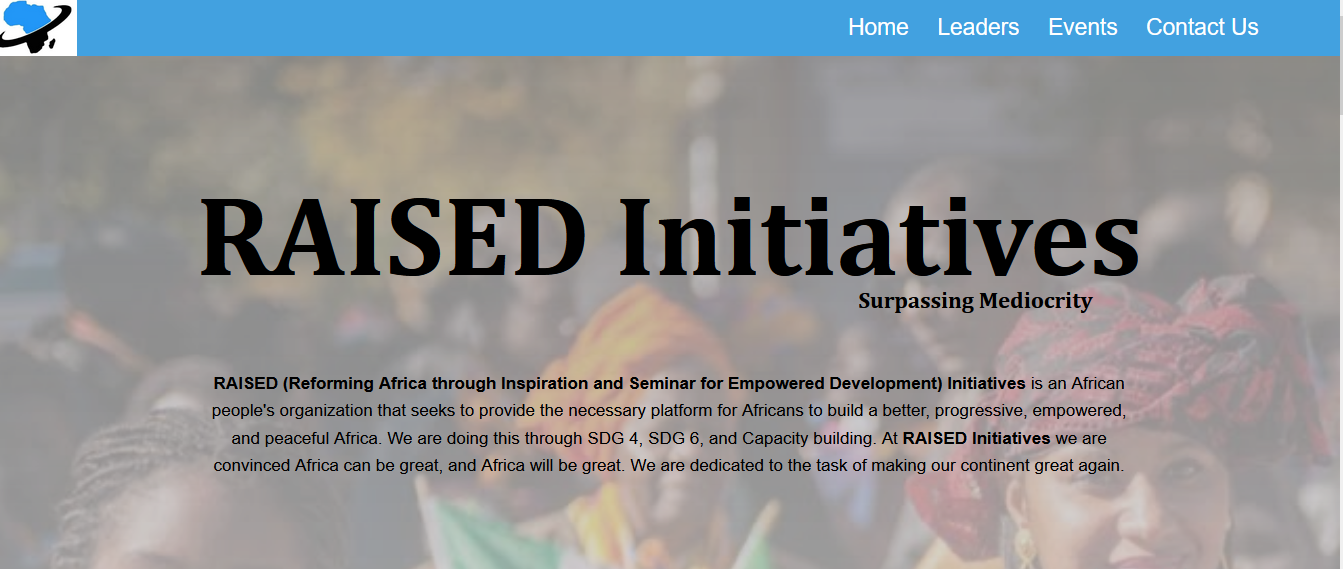 Home Leaders Events Contact Us
RAISED Initiatives
Surpassing Mediocrity
RAISED (Reforming Africa through Inspiration and Seminar for Empowered Development) Initiatives is an African
people's organization that seeks to provide the necessary platform for Africans to build a better, progressive, empowered,
and peaceful Africa. We are doing this through SDG 4, SDG 6, and Capacity building. At RAISED Initiatives we are
convinced Africa can be great, and Africa will be great. We are dedicated to the task of making our continent great again.